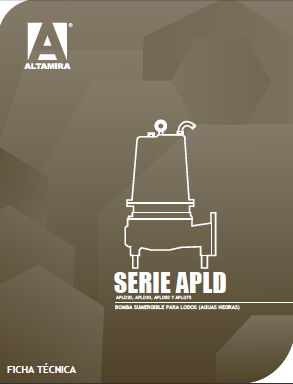 A®
ALTAMIRA
SERIE APLD
APLD20, APLD30, APLD50 Y APLD75
BOMBA SUMERGIBLE PARA LODOS (AGUAS NEGRAS)
FICHA TÉCNICA